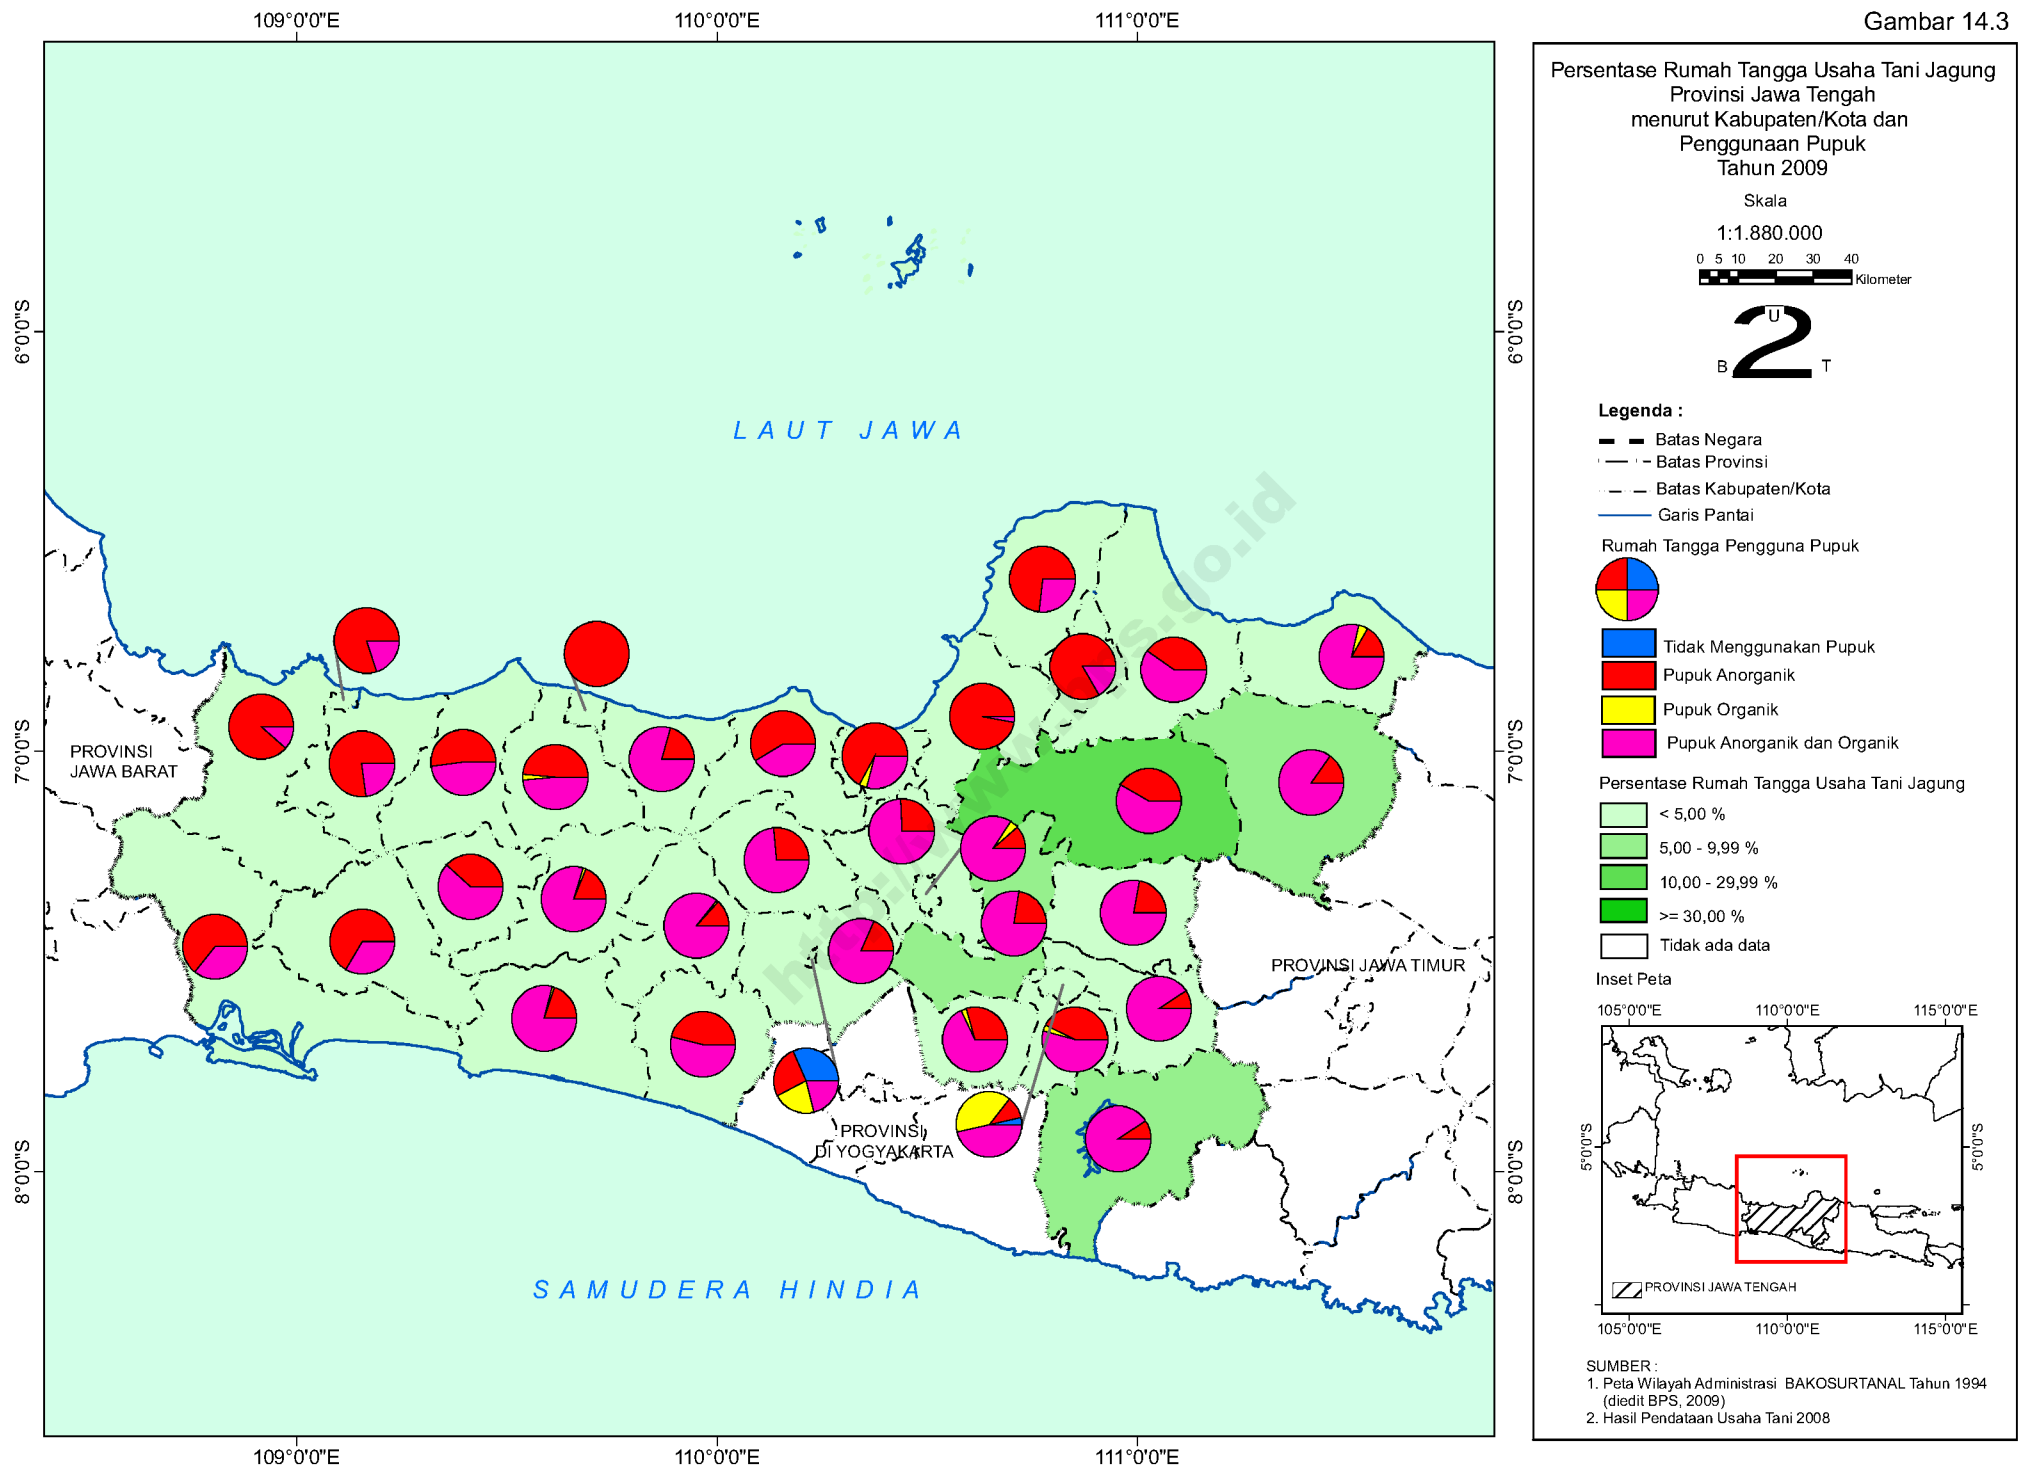 Gambar 14.3
109°0'0"E
110°0'0"E
111°0'0"E
6°0'0"S
7°0'0"S
8°0'0"S
6°0'0"S
7°0'0"S
8°0'0"S
LAUT JAWA
PROVINSI
JAWA BARAT
PROVINSI JAWA TIMUR
PROVINSI
DI YOGYAKARTA
SAMUDERA HINDIA
http://www.bps.go.id
109°0'0"E
110°0'0"E
111°0'0"E
Persentase Rumah Tangga Usaha Tani Jagung
Provinsi Jawa Tengah
menurut Kabupaten/Kota dan
Penggunaan Pupuk
Tahun 2009
Skala
1:1.880.000
0 5 10 20 30 40
Kilometer
U
B T
Legenda :
Batas Negara
Batas Provinsi
Batas Kabupaten/Kota
Garis Pantai
Rumah Tangga Pengguna Pupuk
Tidak Menggunakan Pupuk
Pupuk Anorganik
Pupuk Organik
Pupuk Anorganik dan Organik
Persentase Rumah Tangga Usaha Tani Jagung
< 5,00 %
5,00 - 9,99 %
10,00 - 29,99 %
>= 30,00 %
Tidak ada data
Inset Peta
105°0'0"E 110°0'0"E 115°0'0"E
5°0'0"S
5°0'0"S
PROVINSI JAWA TENGAH
105°0'0"E 110°0'0"E 115°0'0"E
SUMBER :
1. Peta Wilayah Administrasi BAKOSURTANAL Tahun 1994
(diedit BPS, 2009)
2. Hasil Pendataan Usaha Tani 2008